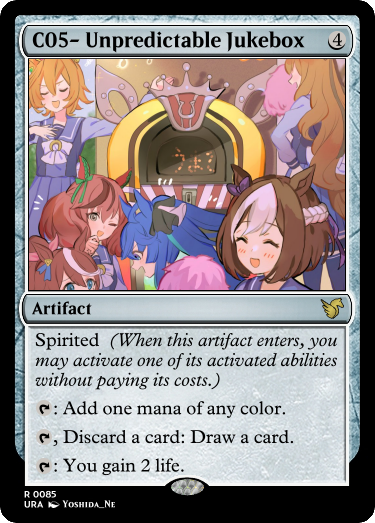 C05- Unpredictable Jukebox 4
Artifact
Spirited (When this artifact enters, you
may activate one of its activated abilities
without paying its costs.)
: Add one mana of any color.
, Discard a card: Draw a card.
: You gain 2 life.
R 0085
URA Yoshida_Ne